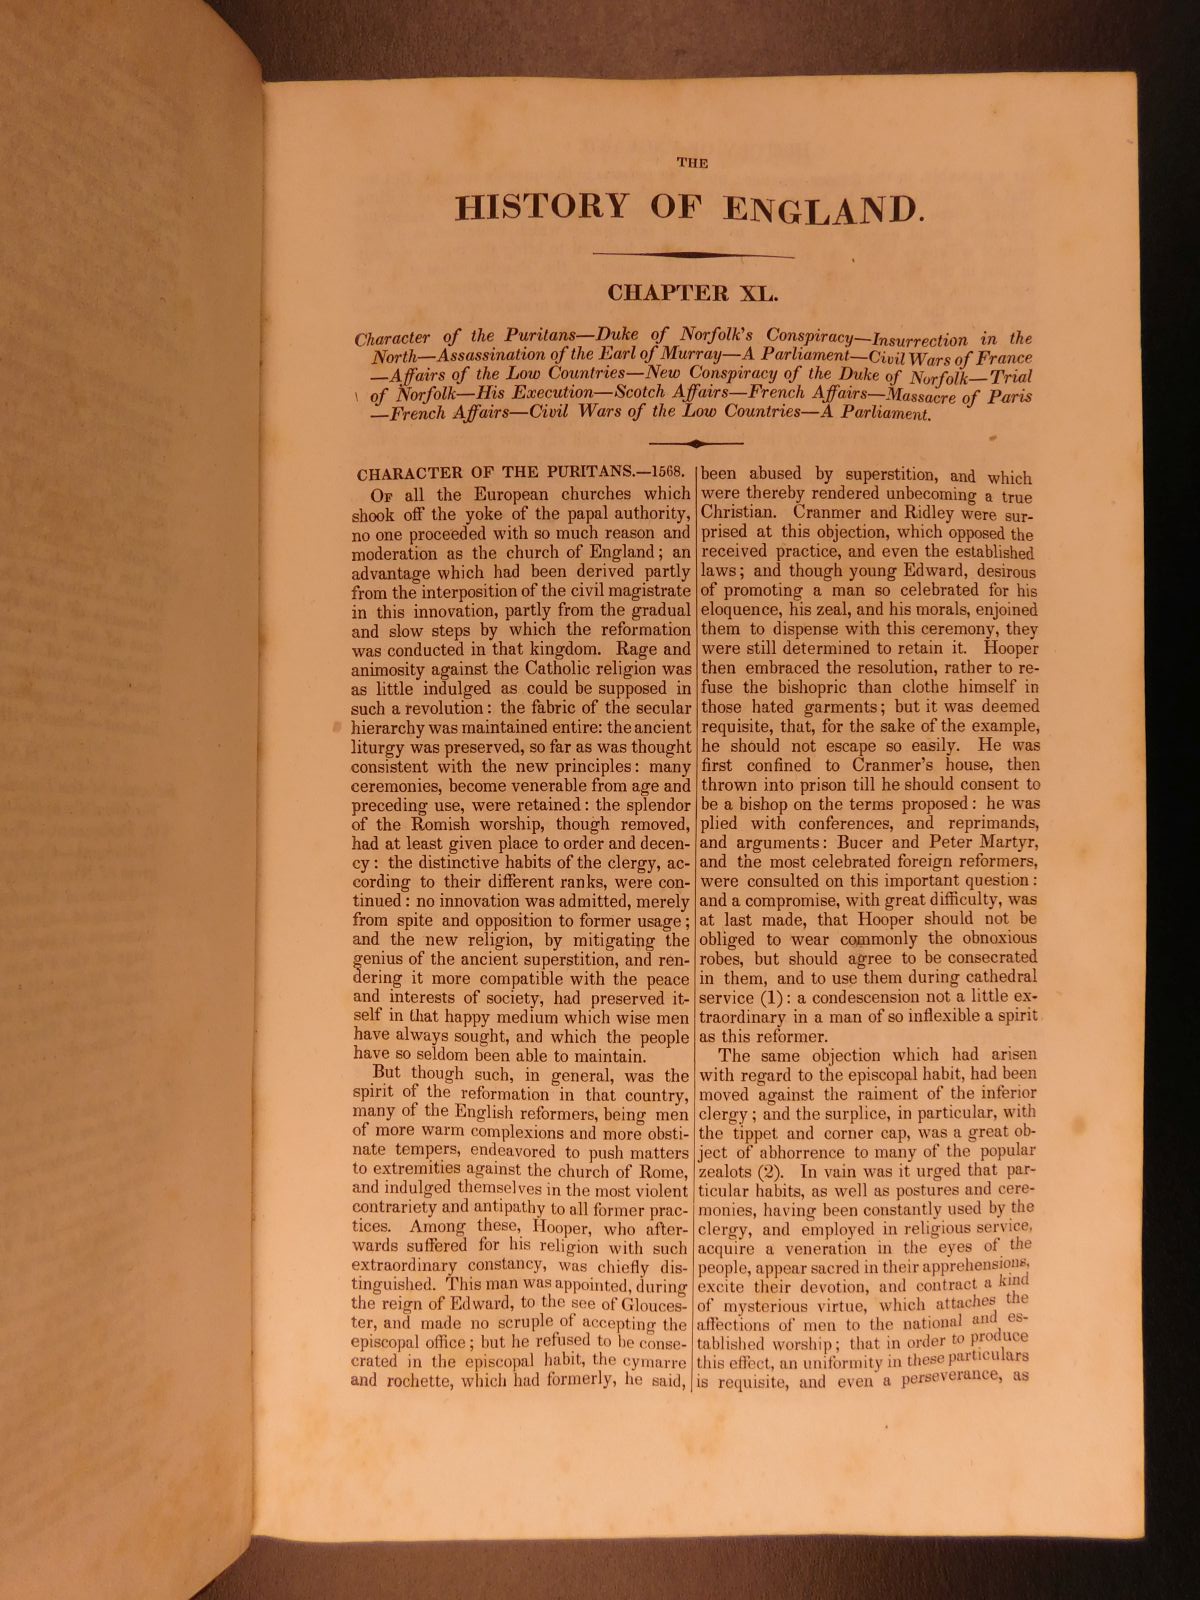 THE
HISTORY OF ENGLAND.
CHAPTER XL.
Character of the Puritans—Duke of Norfolk's Conspiracy—Insurrection in the
North—Assassination of the Earl of Murray—A Parliament—Civil Wars of France
—Affairs of the Low Countries—New Conspiracy of the Duke of Norfolk—Trial
of Norfolk—His Execution—Scotch Affairs—French Affairs—Massacre of Paris
—French Affairs—Civil Wars of the Low Countries—A Parliament.
CHARACTER OF THE PURITANS.—1568.
OF all the European churches which
shook off the yoke of the papal authority,
no one proceeded with so much reason and
moderation as the church of England; an
advantage which had been derived partly
from the interposition of the civil magistrate
in this innovation, partly from the gradual
and slow steps by which the reformation
was conducted in that kingdom. Rage and
animosity against the Catholic religion was
as little indulged as could be supposed in
such a revolution: the fabric of the secular
hierarchy was maintained entire: the ancient
liturgy was preserved, so far as was thought
consistent with the new principles: many
ceremonies, become venerable from age and
preceding use, were retained: the splendor
of the Romish worship, though removed,
had at least given place to order and decen-
cy: the distinctive habits of the clergy, ac-
cording to their different ranks, were con-
tinued: no innovation was admitted, merely
from spite and opposition to former usage;
and the new religion, by mitigating the
genius of the ancient superstition, and ren-
dering it more compatible with the peace
and interests of society, had preserved it-
self in that happy medium which wise men
have always sought, and which the people
have so seldom been able to maintain.
But though such, in general, was the
spirit of the reformation in that country,
many of the English reformers, being men
of more warm complexions and more obsti-
nate tempers, endeavored to push matters
to extremities against the church of Rome,
and indulged themselves in the most violent
contrariety and antipathy to all former prac-
tices. Among these, Hooper, who after-
wards suffered for his religion with such
extraordinary constancy, was chiefly dis-
tinguished. This man was appointed, during
the reign of Edward, to the see of Glouces-
ter, and made no scruple of accepting the
episcopal office; but he refused to be conse-
crated in the episcopal habit, the cymarre
and rochette, which had formerly, he said,
been abused by superstition, and which
were thereby rendered unbecoming a true
Christian. Cranmer and Ridley were sur-
prised at this objection, which opposed the
received practice, and even the established
laws; and though young Edward, desirous
of promoting a man so celebrated for his
eloquence, his zeal, and his morals, enjoined
them to dispense with this ceremony, they
were still determined to retain it. Hooper
then embraced the resolution, rather to re-
fuse the bishopric than clothe himself in
those hated garments; but it was deemed
requisite, that, for the sake of the example,
he should not escape so easily. He was
first confined to Cranmer's house, then
thrown into prison till he should consent to
be a bishop on the terms proposed: he was
plied with conferences, and reprimands,
and arguments: Bucer and Peter Martyr,
and the most celebrated foreign reformers,
were consulted on this important question:
and a compromise, with great difficulty, was
at last made, that Hooper should not be
obliged to wear commonly the obnoxious
robes, but should agree to be consecrated
in them, and to use them during cathedral
service (1): a condescension not a little ex-
traordinary in a man of so inflexible a spirit
as this reformer.
The same objection which had arisen
with regard to the episcopal habit, had been
moved against the raiment of the inferior
clergy; and the surplice, in particular, with
the tippet and corner cap, was a great ob-
ject of abhorrence to many of the popular
zealots (2). In vain was it urged that par-
ticular habits, as well as postures and cere-
monies, having been constantly used by the
clergy, and employed in religious service,
acquire a veneration in the eyes of the
people, appear sacred in their apprehensions,
excite their devotion, and contract a kind
of mysterious virtue, which attaches the
affections of men to the national and es-
tablished worship; that in order to produce
this effect, an uniformity in these particulars
is requisite, and even a perseverance, as